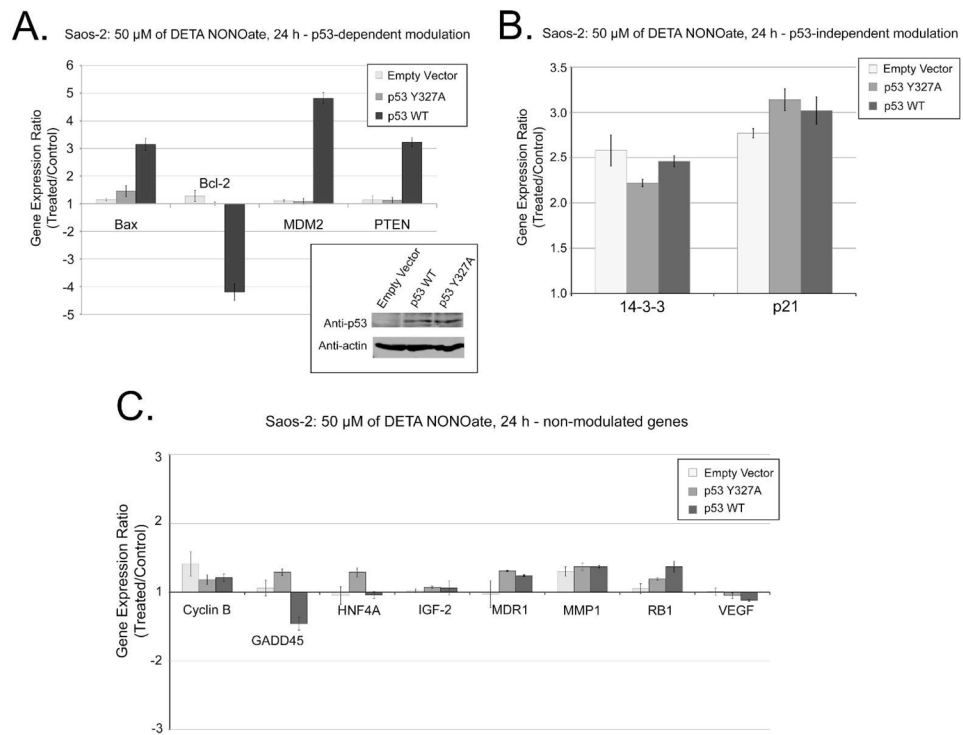 A.
Saos-2: 50 µM of DETA NONOate, 24 h - p53-dependent modulation
Gene Expression Ratio
(Treated/Control)
6
5
4
3
2
1
-2
-3
-4
-5
Empty Vector
p53 Y327A
p53 WT
Bax
Bcl-2
MDM2
PTEN
Empty Vector
p53 WT
p53 Y327A
Anti-p53
Anti-actin
B.
Saos-2: 50 µM of DETA NONOate, 24 h - p53-independent modulation
Gene Expression Ratio
(Treated/Control)
3.5
3.0
2.5
2.0
1.5
1.0
Empty Vector
p53 Y327A
p53 WT
14-3-3
p21
C.
Saos-2: 50 µM of DETA NONOate, 24 h - non-modulated genes
Gene Expression Ratio
(Treated/Control)
3
2
1
-2
-3
Empty Vector
p53 Y327A
p53 WT
Cyclin B
GADD45
HNF4A
IGF-2
MDR1
MMP1
RB1
VEGF